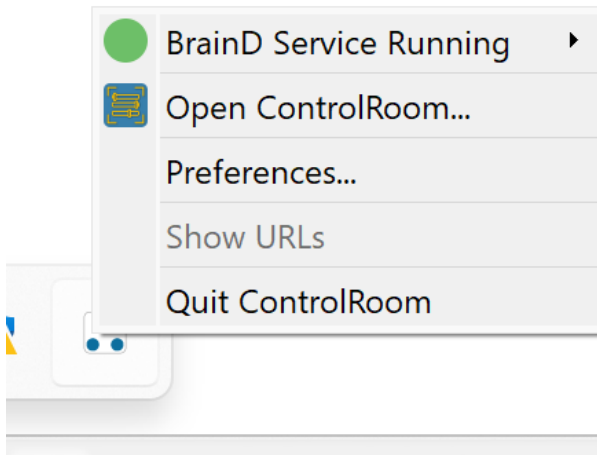 BrainD Service Running
Open ControlRoom...
Preferences...
Show URLs
Quit ControlRoom